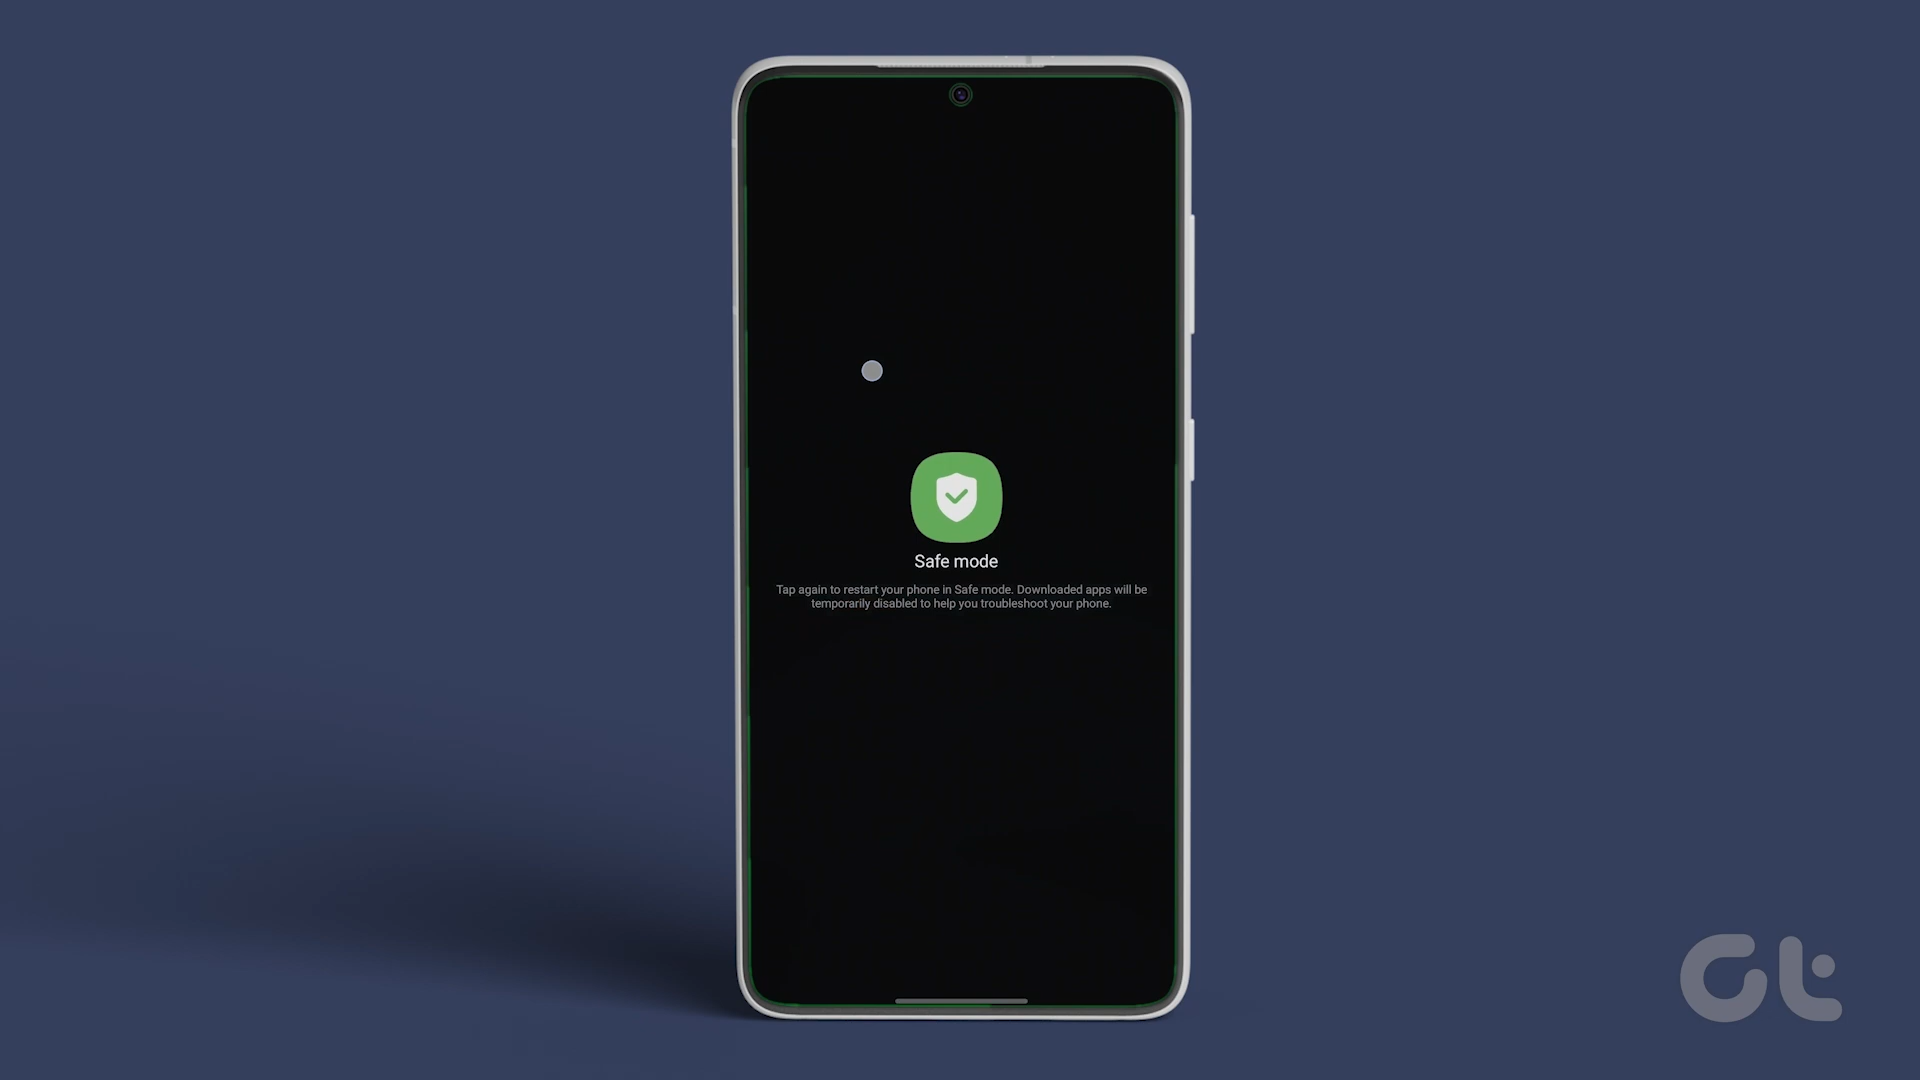 Safe mode
Tap again to restart your phone in Safe mode. Downloaded apps will be
temporarily disabled to help you troubleshoot your phone.
Gt